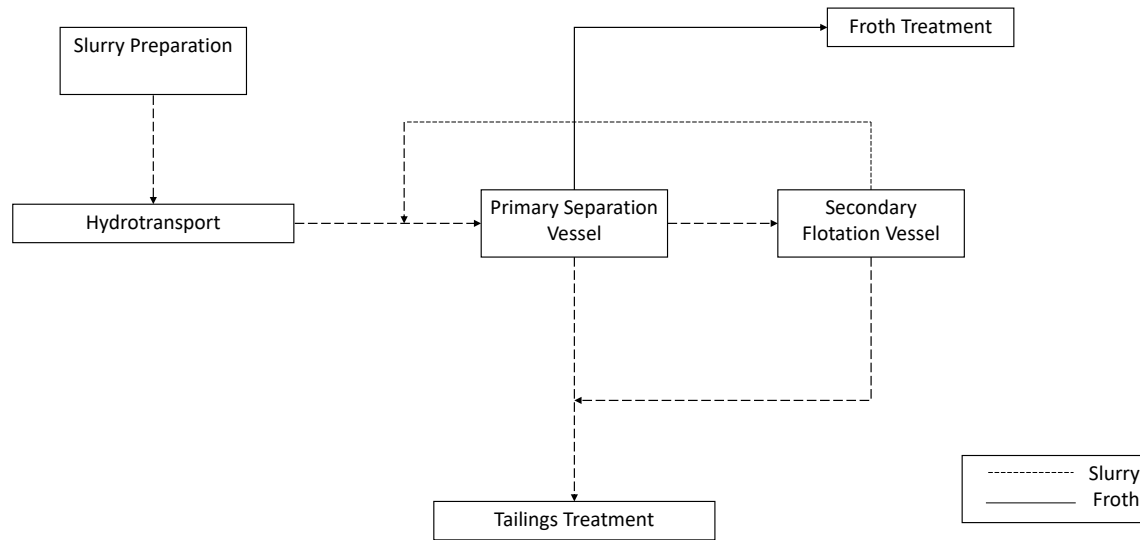 Froth Treatment
Slurry Preparation
Hydrotransport
Primary Separation
Vessel
Secondary
Flotation Vessel
Tailings Treatment
Slurry
Froth